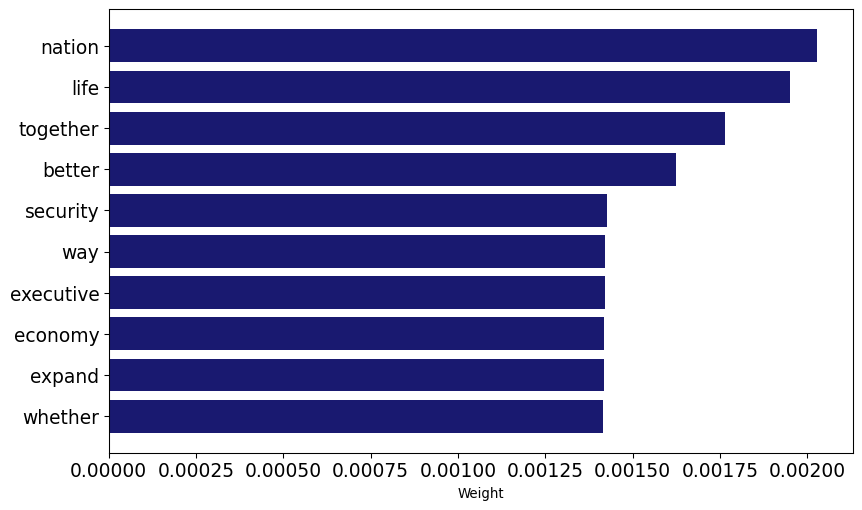 nation
life
together
better
security
way
executive
economy
expand
whether
0.00000 0.00025 0.00050 0.00075 0.00100 0.00125 0.00150 0.00175 0.00200
Weight